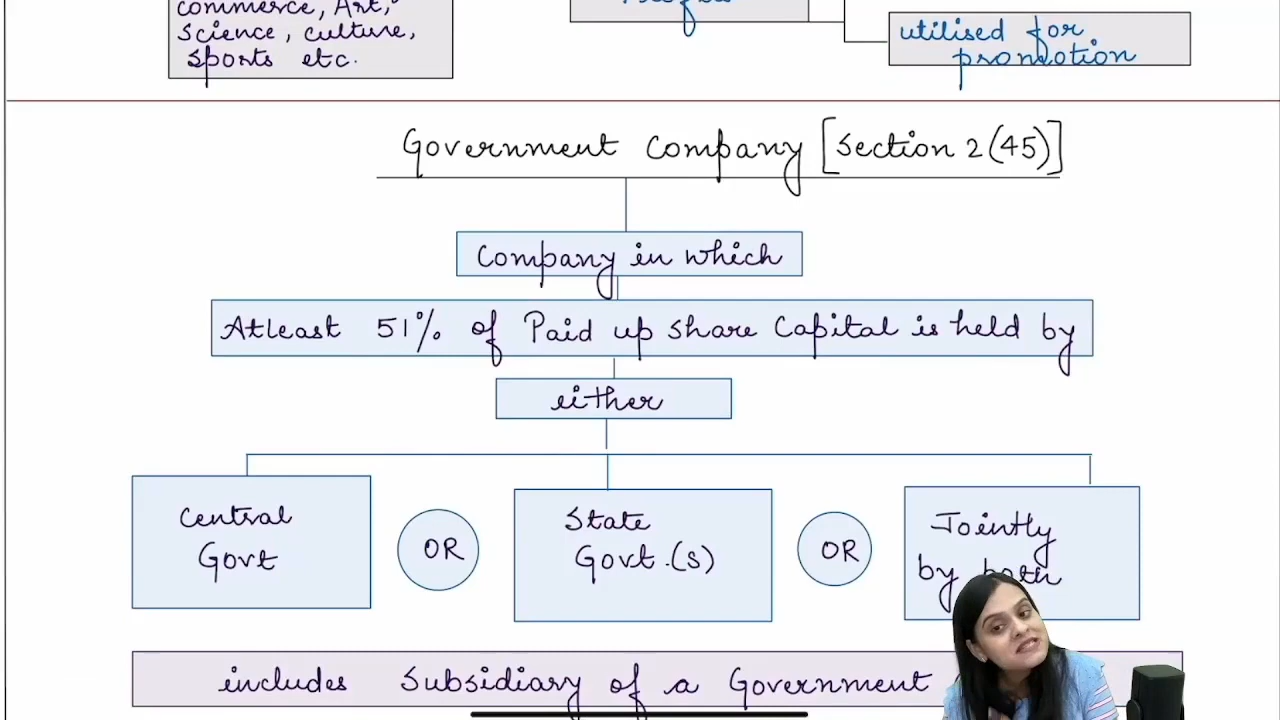 commerce, Art,
Science, culture,
sports etc.
utilised for
promotion
Government Company [Section 2(45)]
Company in which
Atleast 51% of Paid up share Capital is held by
either
Central
Govt
OR
State
Govt.(s)
OR
Jointly
by both
includes Subsidiary of a Government